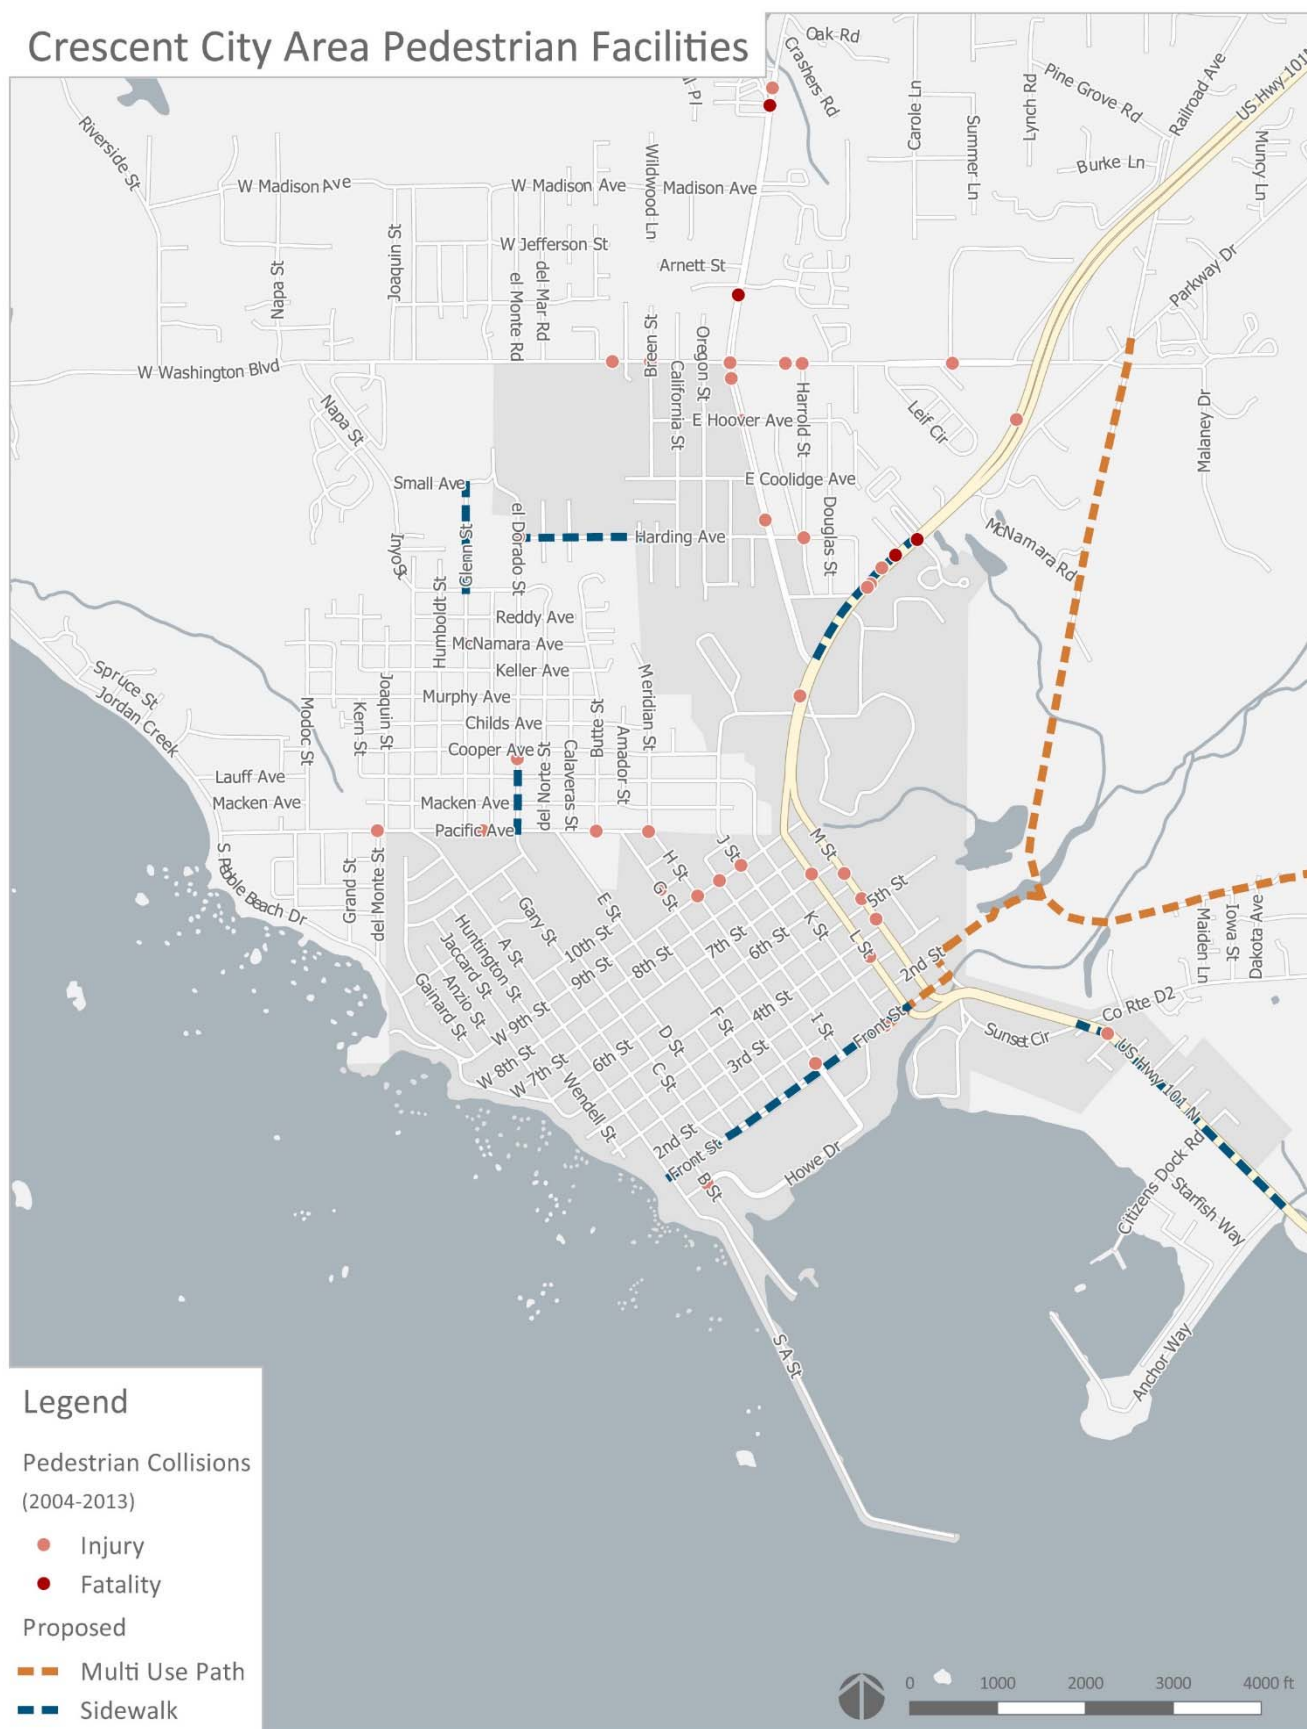 Crescent City Area Pedestrian Facilities
Oak Rd
Crashers Rd
al Pl
Carole Ln
Summer Ln
Lynch Rd
Pine Grove Rd
Railroad Ave
US Hwy 101
Burke Ln
Muncy Ln
Riverside St
W Madison Ave
W Madison Ave
Wildwood Ln
Madison Ave
Joaquin St
W Jefferson St
Napa St
del Mar Rd
el Monte Rd
Arnett St
Parkway Dr
Breen St
Oregon St
California St
W Washington Blvd
Napa St
Harrold St
E Hoover Ave
Leif Cir
Malaney Dr
Small Ave
E Coolidge Ave
el Dorado St
Douglas St
Glenn St
Harding Ave
McNamara Rd
Inyo St
Humboldt St
Reddy Ave
McNamara Ave
Keller Ave
Spruce St
Jordan Creek
Joaquin St
Meridian St
Murphy Ave
Modoc St
Kern St
Childs Ave
Butte St
Cooper Ave
del Norte St
Calaveras St
Amador St
Lauff Ave
Macken Ave
Macken Ave
Pacific Ave
S Pebble Beach Dr
Grand St
del Monte St
J St
M St
H St
G St
5th St
Gary St
E St
K St
L St
Huntington St
A St
Jaccard St
Anzio St
Gainard St
10th St
9th St
8th St
7th St
6th St
2nd St
Maiden Ln
Iowa St
Dakota Ave
W 9th St
4th St
F St
I St
Front St
Co Rte D2
Sunset Cir
W 8th St
W 7th St
6th St
D St
3rd St
C St
Wendell St
US Hwy 101 N
2nd St
Front St
B St
Howe Dr
Citizens Dock Rd
Starfish Way
S A St
Anchor Way
Legend
Pedestrian Collisions
(2004-2013)
Injury
Fatality
Proposed
Multi Use Path
Sidewalk
0 1000 2000 3000 4000 ft